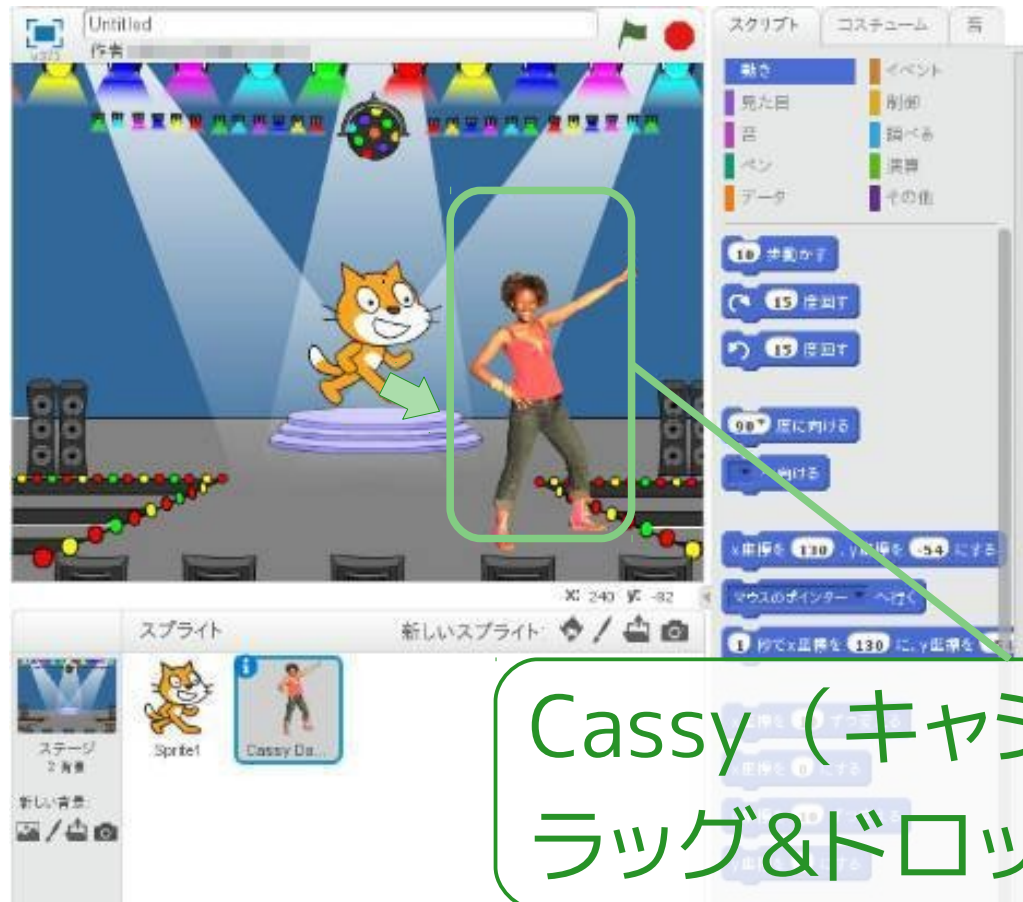 Untitled
作者
v323
スクリプト
コスチューム
音
動き
イベント
見た目
制御
音
調べる
ペン
演算
データ
その他
10 歩動かす
15 度回す
15 度回す
90 度に向ける
へ向ける
x座標を 130 、y座標を -54 にする
マウスのポインター へ行く
1 秒でx座標を 130 に、y座標を
x: 240 y: -82
スプライト
新しいスプライト:
ステージ
2 背景
新しい背景:
Sprite1
Cassy Da...
Cassy（キャシ
ラッグ&ドロッ